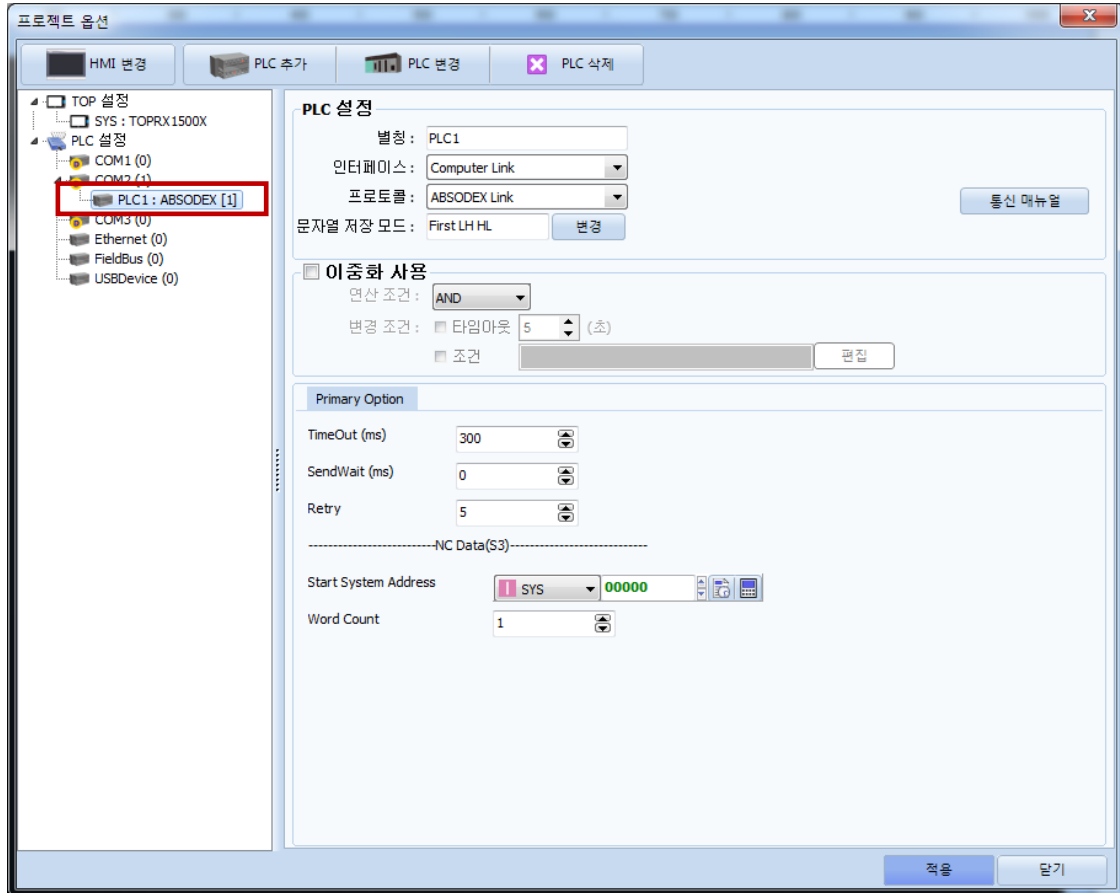 프로젝트 옵션
HMI 변경
PLC 추가
PLC 변경
PLC 삭제
TOP 설정
SYS : TOPRX1500X
PLC 설정
COM1 (0)
COM2 (1)
PLC1 : ABSODEX [1]
COM3 (0)
Ethernet (0)
FieldBus (0)
USBDevice (0)
PLC 설정
별칭 : PLC1
인터페이스 : Computer Link
프로토콜 : ABSODEX Link
통신 매뉴얼
문자열 저장 모드 : First LH HL 변경
이중화 사용
연산 조건 : AND
변경 조건 : 타임아웃 5 (초)
조건 편집
Primary Option
TimeOut (ms) 300
SendWait (ms) 0
Retry 5
---------------------------NC Data(S3)-----------------------------
Start System Address SYS 00000
Word Count 1
적용 닫기